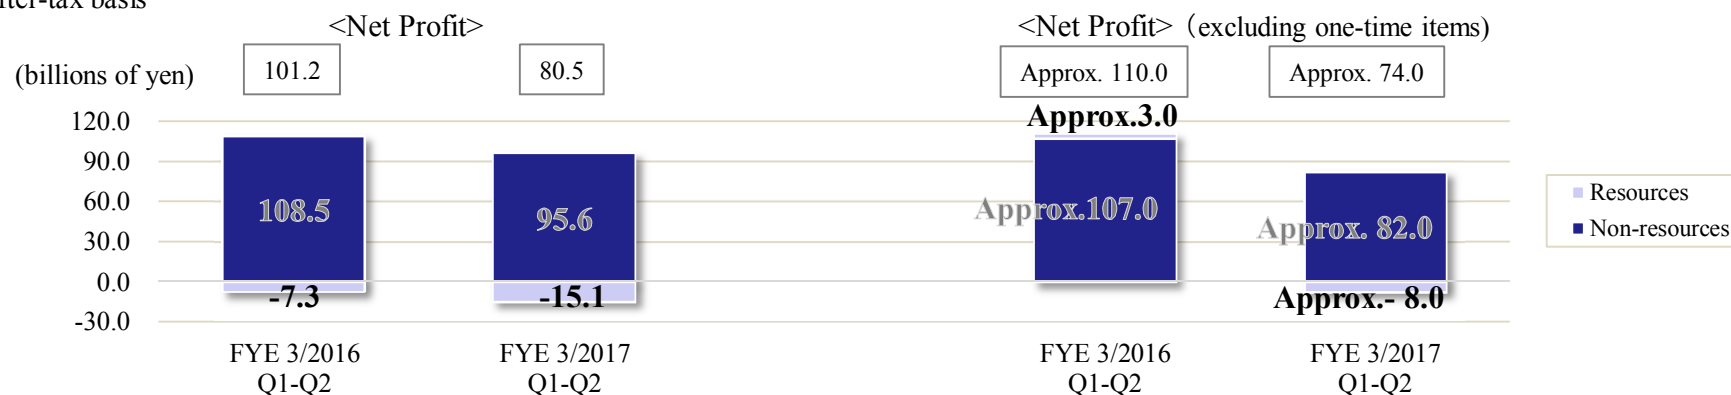 after-tax basis
<Net Profit>
<Net Profit>（excluding one-time items)
(billions of yen)
101.2
80.5
Approx. 110.0
Approx. 74.0
120.0
90.0
60.0
30.0
0.0
-30.0
108.5
-7.3
95.6
-15.1
Approx.3.0
Approx.107.0
Approx. 82.0
Approx.- 8.0
Resources
Non-resources
FYE 3/2016
Q1-Q2
FYE 3/2017
Q1-Q2
FYE 3/2016
Q1-Q2
FYE 3/2017
Q1-Q2